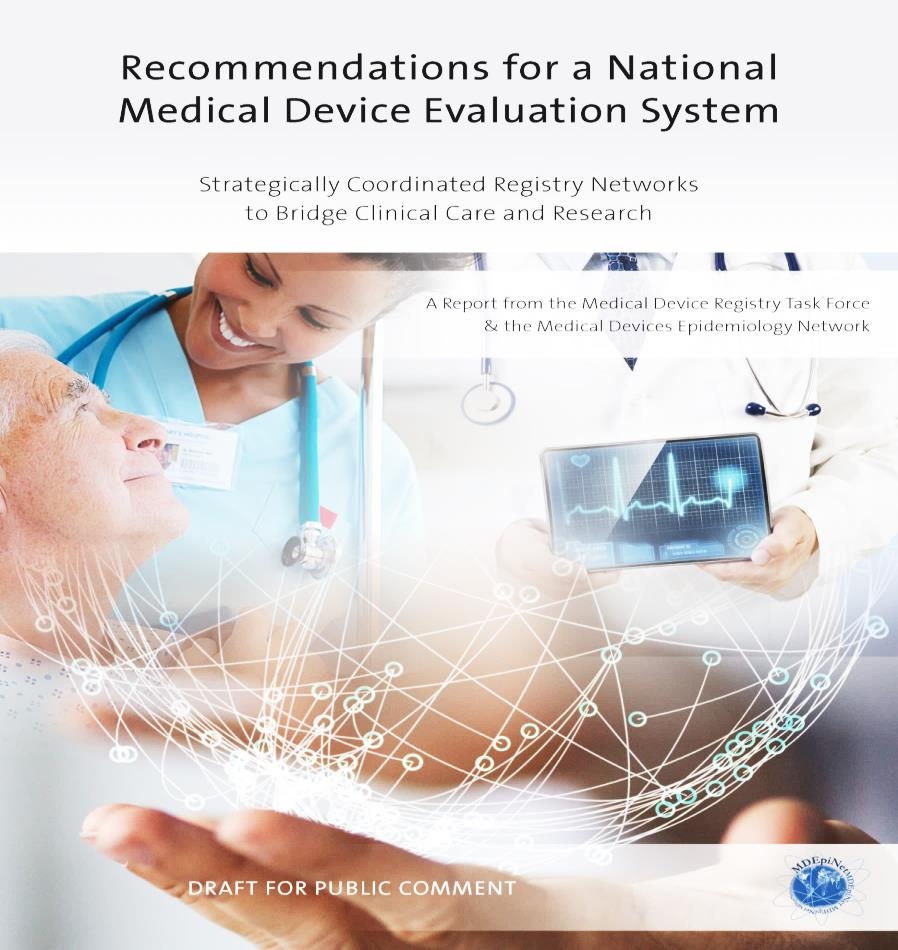 Recommendations for a National
Medical Device Evaluation System
Strategically Coordinated Registry Networks
to Bridge Clinical Care and Research
A Report from the Medical Device Registry Task Force
& the Medical Devices Epidemiology Network
DRAFT FOR PUBLIC COMMENT
MDEpiNet